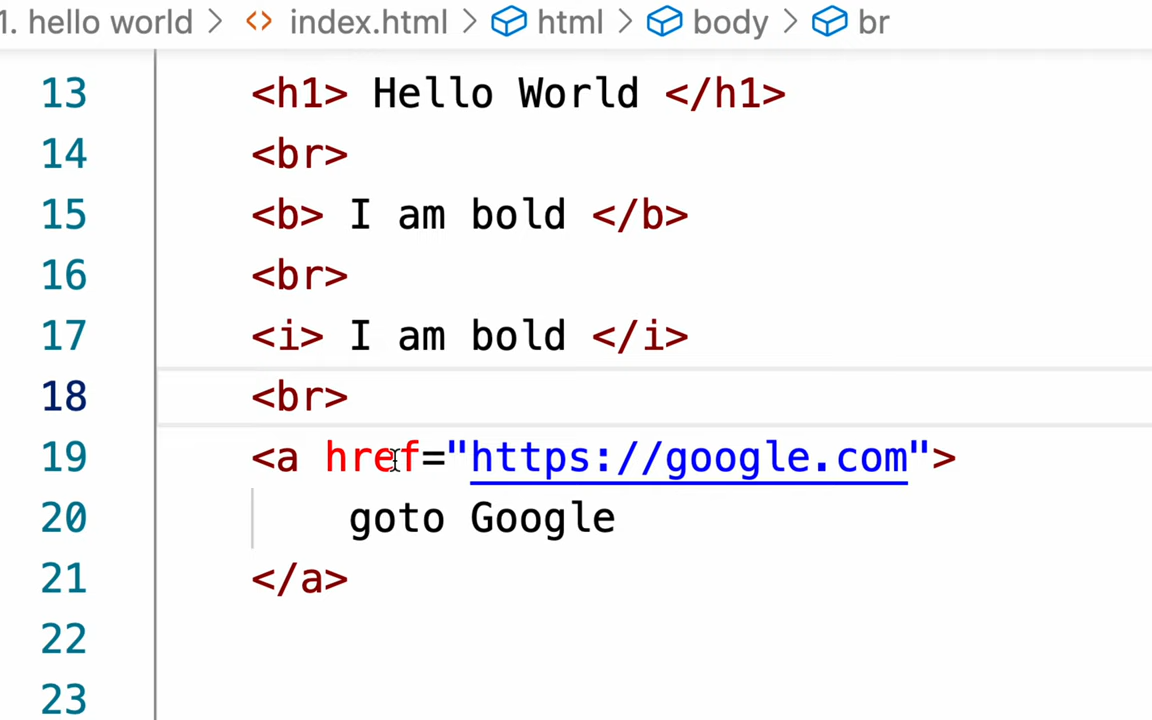 1. hello world > index.html > html > body > br
13 <h1> Hello World </h1>
14 <br>
15 <b> I am bold </b>
16 <br>
17 <i> I am bold </i>
18 <br>
19 <a href="https://google.com">
20 goto Google
21 </a>
22
23